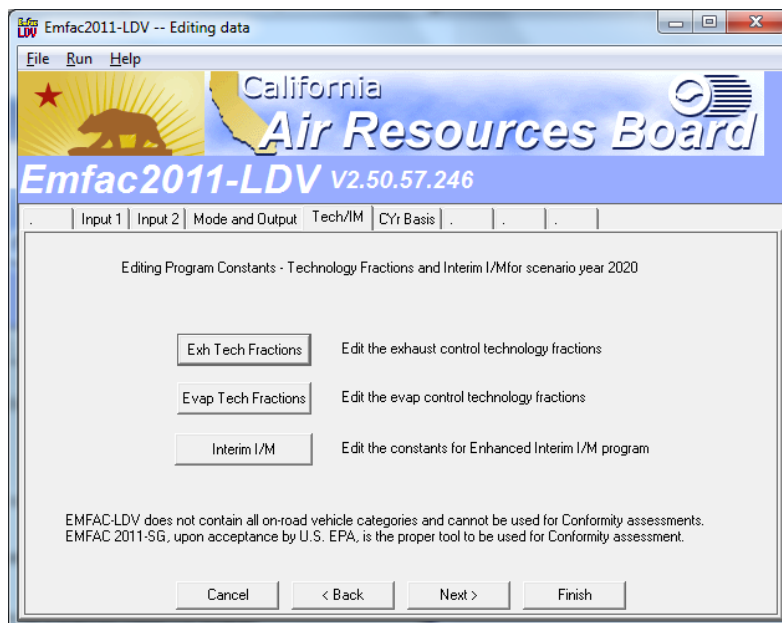 Emfac2011-LDV -- Editing data
File Run Help
California
Air Resources Board
Emfac2011-LDV V2.50.57.246
. Input 1 Input 2 Mode and Output Tech/IM CYr Basis . . .
Editing Program Constants - Technology Fractions and Interim I/Mfor scenario year 2020
Exh Tech Fractions Edit the exhaust control technology fractions
Evap Tech Fractions Edit the evap control technology fractions
Interim I/M Edit the constants for Enhanced Interim I/M program
EMFAC-LDV does not contain all on-road vehicle categories and cannot be used for Conformity assessments.
EMFAC 2011-SG, upon acceptance by U.S. EPA, is the proper tool to be used for Conformity assessment.
Cancel < Back Next > Finish